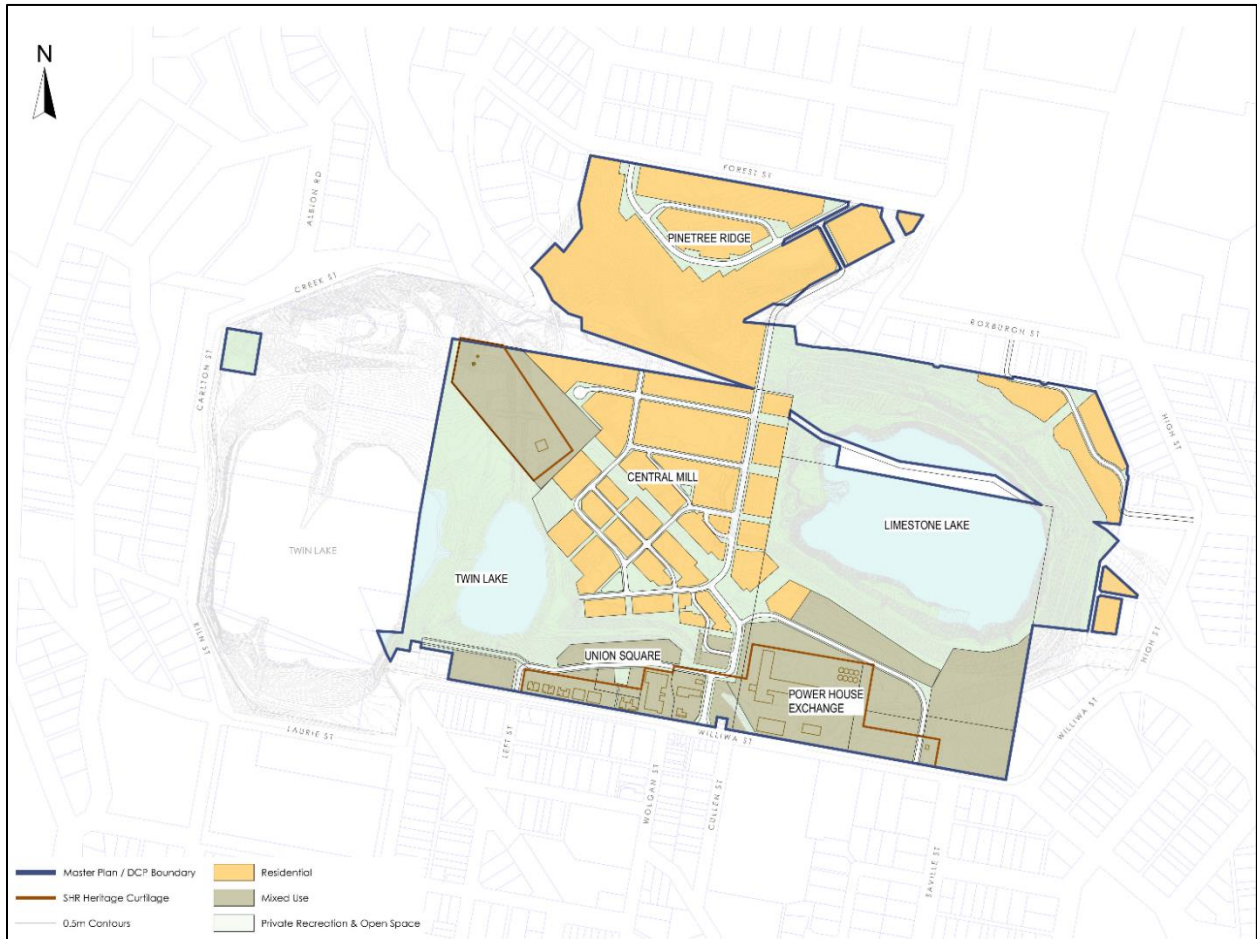 N
FOREST ST
ALBION RD
PINETREE RIDGE
CREEK ST
ROXBURGH ST
CARLTON ST
HIGH ST
CENTRAL MILL
LIMESTONE LAKE
TWIN LAKE
TWIN LAKE
KILN ST
HIGH ST
UNION SQUARE
POWER HOUSE
EXCHANGE
WILLIWA ST
LAURIE ST
LETT ST
WILLIWA ST
WOLGAN ST
CULLEN ST
SAVILLE ST
Master Plan / DCP Boundary
Residential
SHR Heritage Curtilage
Mixed Use
0.5m Contours
Private Recreation & Open Space